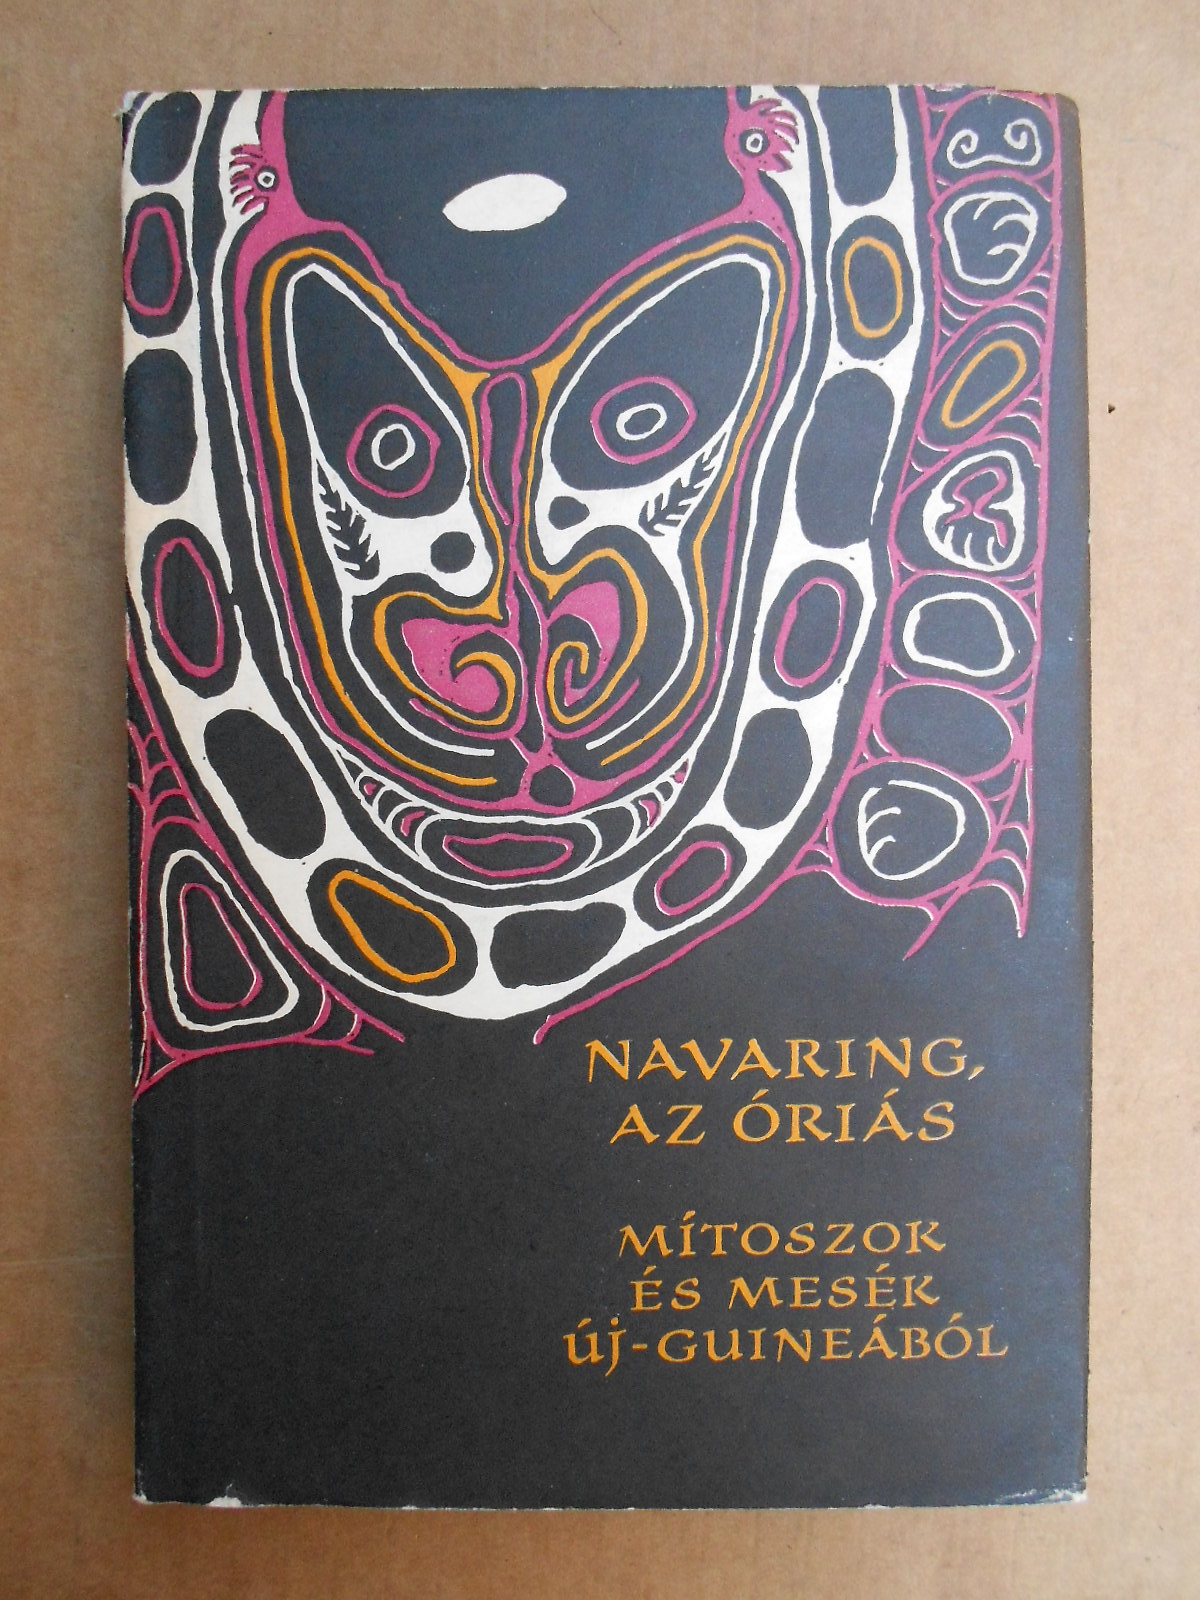 NAVARING,
AZ ÓRIÁS
MÍTOSZOK
ÉS MESÉK
ÚJ-GUINEÁBÓL